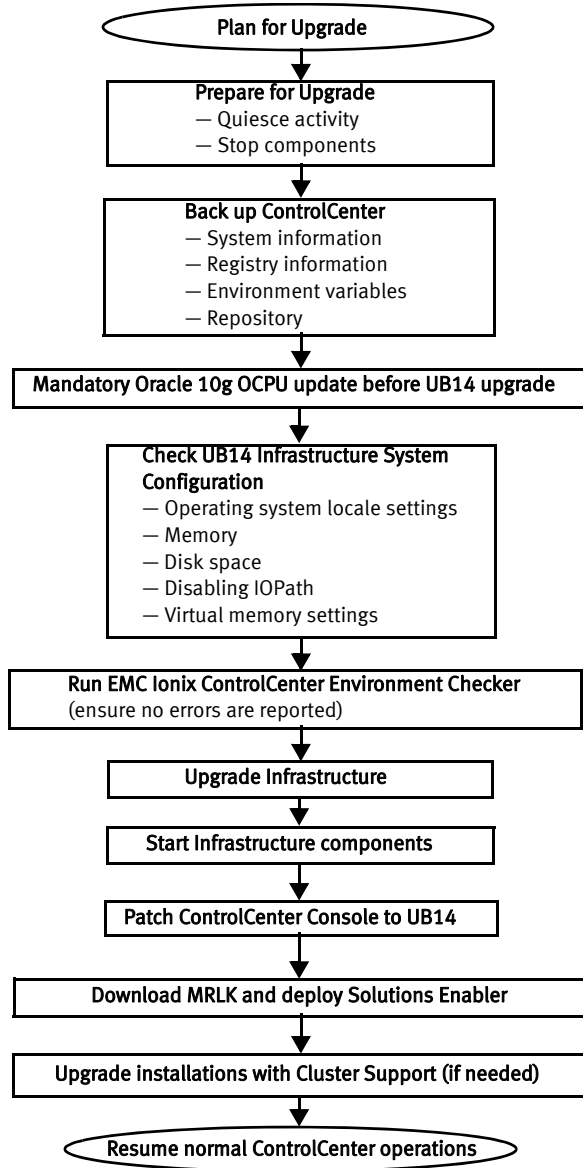 Plan for Upgrade
Prepare for Upgrade
— Quiesce activity
— Stop components
Back up ControlCenter
— System information
— Registry information
— Environment variables
— Repository
Mandatory Oracle 10g OCPU update before UB14 upgrade
Check UB14 Infrastructure System
Configuration
— Operating system locale settings
— Memory
— Disk space
— Disabling IOPath
— Virtual memory settings
Run EMC Ionix ControlCenter Environment Checker
(ensure no errors are reported)
Upgrade Infrastructure
Start Infrastructure components
Patch ControlCenter Console to UB14
Download MRLK and deploy Solutions Enabler
Upgrade installations with Cluster Support (if needed)
Resume normal ControlCenter operations